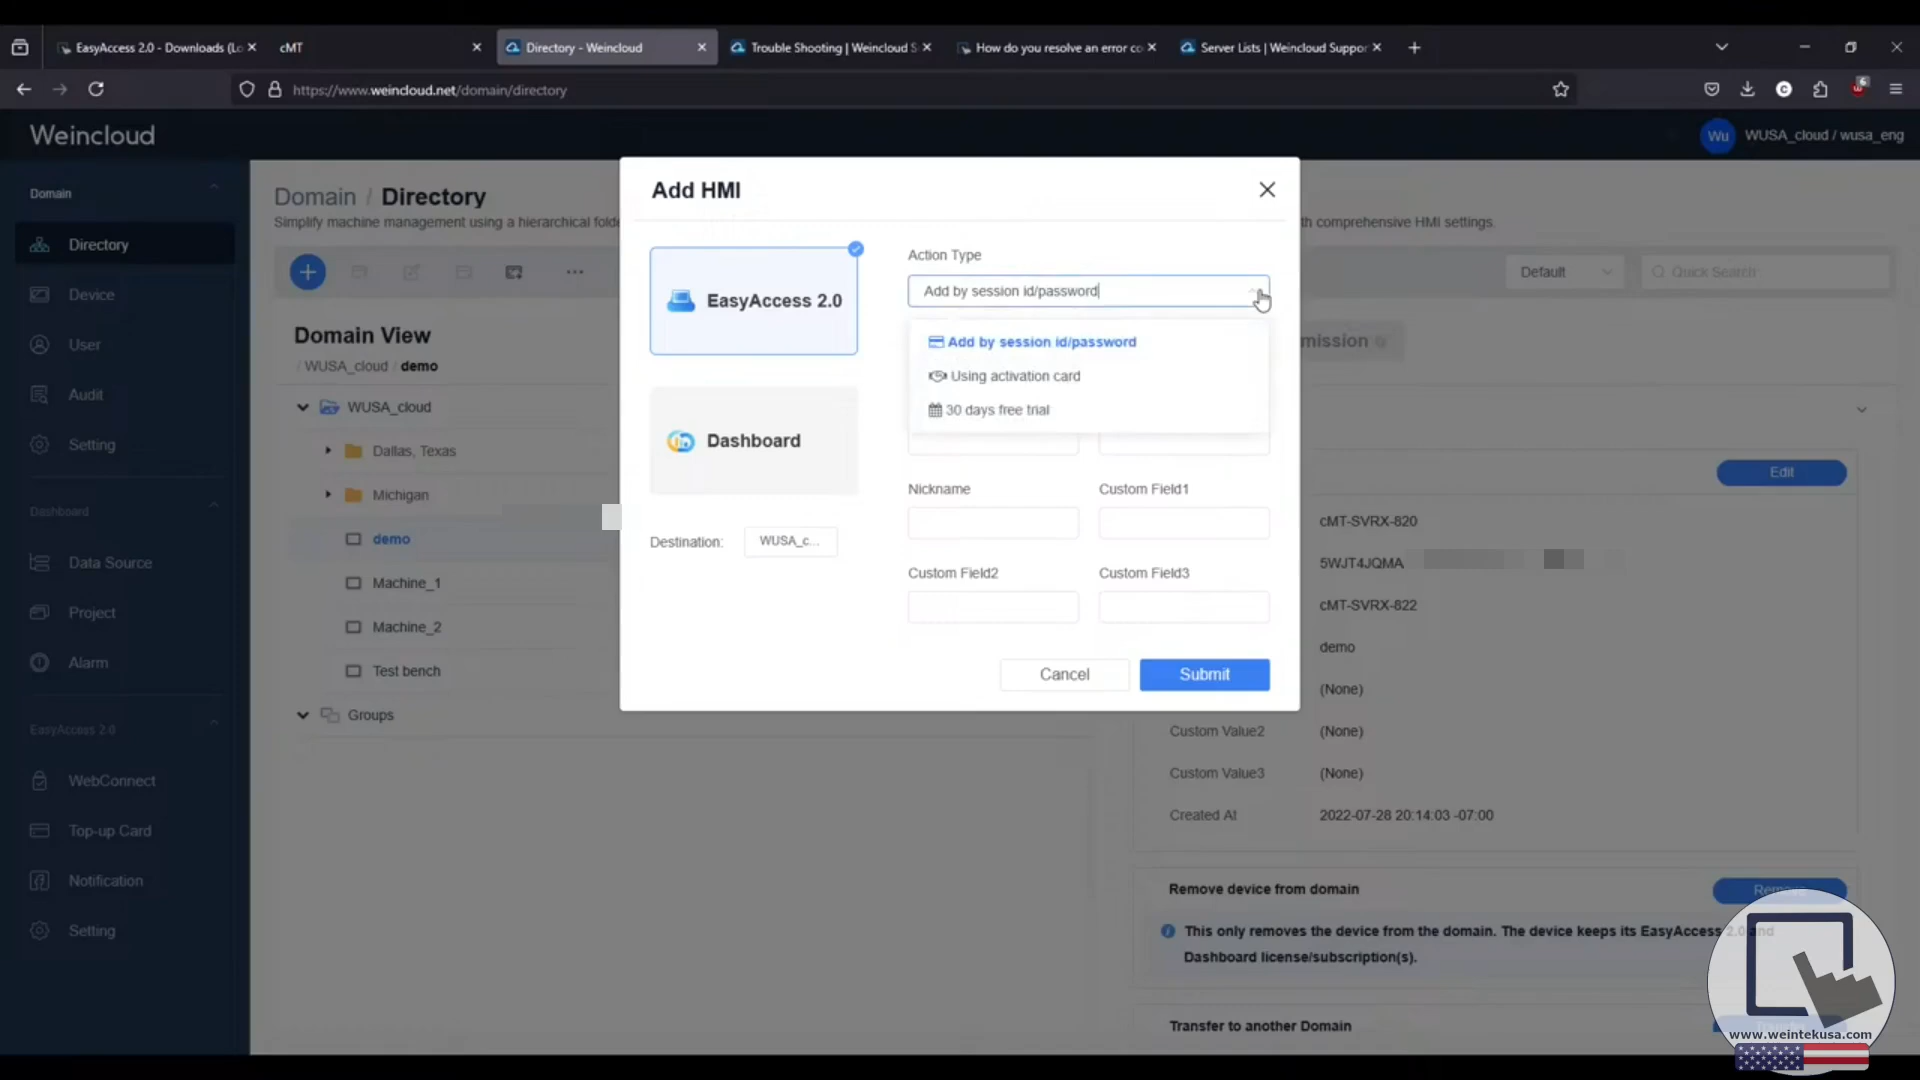 EasyAccess 2.0 - Downloads (Lo
cMT
Directory - Weincloud
Trouble Shooting | Weincloud S
How do you resolve an error co
Server Lists | Weincloud Suppor
https://www.weincloud.net/domain/directory
6
Weincloud
Wu
WUSA_cloud / wusa_eng
Domain
Directory
Device
User
Audit
Setting
Dashboard
Data Source
Project
Alarm
EasyAccess 2.0
WebConnect
Top-up Card
Notification
Setting
Domain / Directory
Simplify machine management using a hierarchical folde
th comprehensive HMI settings.
Default
Quick Search
Domain View
/ WUSA_cloud / demo
WUSA_cloud
Dallas, Texas
Michigan
demo
Machine_1
Machine_2
Test bench
Groups
Add HMI
EasyAccess 2.0
Dashboard
Destination:
WUSA_c...
Action Type
Add by session id/password
Add by session id/password
Using activation card
30 days free trial
Nickname
Custom Field1
Custom Field2
Custom Field3
Cancel
Submit
mission
Edit
cMT-SVRX-820
5WJT4JQMA
cMT-SVRX-822
demo
(None)
Custom Value2
(None)
Custom Value3
(None)
Created At
2022-07-28 20:14:03 -07:00
Remove device from domain
Remove
This only removes the device from the domain. The device keeps its EasyAccess 2.0 and
Dashboard license/subscription(s).
Transfer to another Domain
www.weintekusa.com